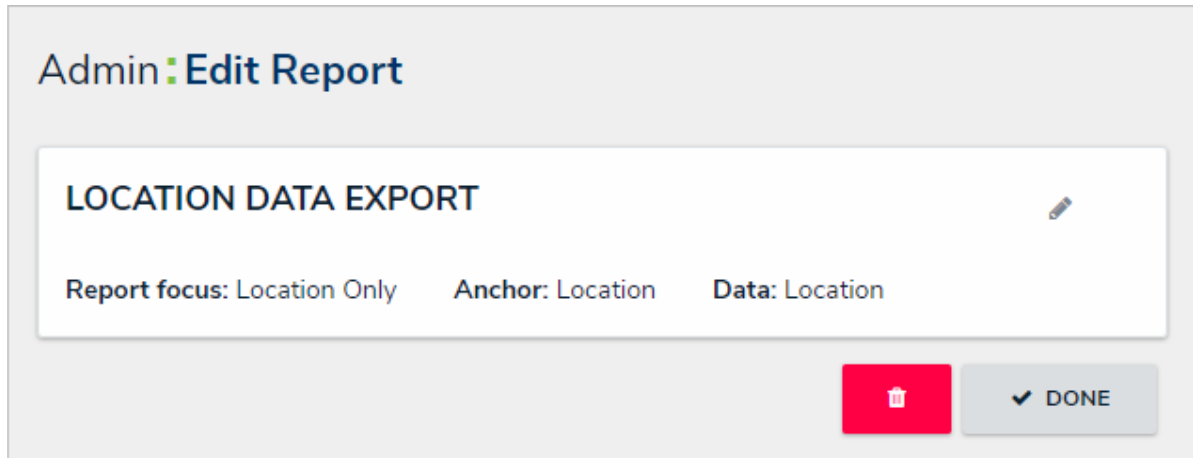 Admin:Edit Report
LOCATION DATA EXPORT
Report focus: Location Only Anchor: Location Data: Location
DONE